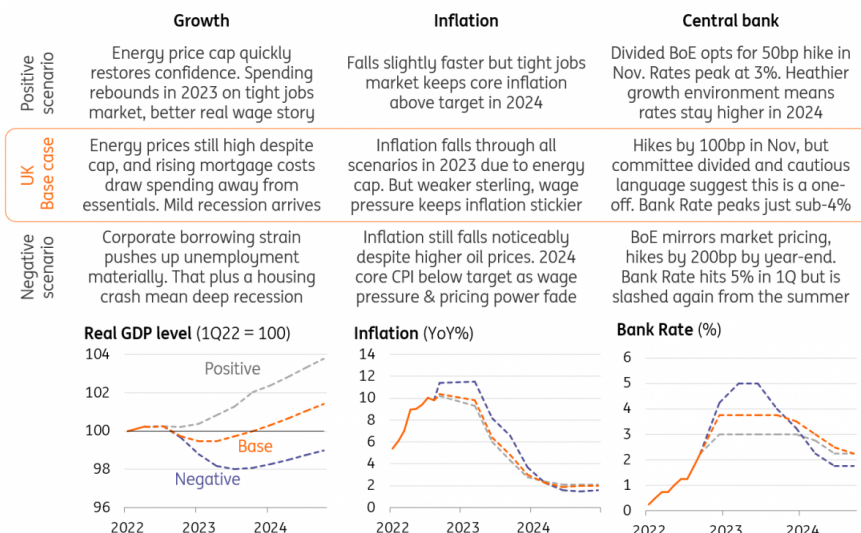 Growth
Inflation
Central bank
Positive
scenario
Energy price cap quickly
restores confidence. Spending
rebounds in 2023 on tight jobs
market, better real wage story
Falls slightly faster but tight jobs
market keeps core inflation
above target in 2024
Divided BoE opts for 50bp hike in
Nov. Rates peak at 3%. Heathier
growth environment means
rates stay higher in 2024
UK
Base case
Energy prices still high despite
cap, and rising mortgage costs
draw spending away from
essentials. Mild recession arrives
Inflation falls through all
scenarios in 2023 due to energy
cap. But weaker sterling, wage
pressure keeps inflation stickier
Hikes by 100bp in Nov, but
committee divided and cautious
language suggest this is a one-
off. Bank Rate peaks just sub-4%
Negative
scenario
Corporate borrowing strain
pushes up unemployment
materially. That plus a housing
crash mean deep recession
Inflation still falls noticeably
despite higher oil prices. 2024
core CPI below target as wage
pressure & pricing power fade
BoE mirrors market pricing,
hikes by 200bp by year-end.
Bank Rate hits 5% in 1Q but is
slashed again from the summer
Real GDP level (1Q22 = 100)
104
102
100
98
96
Positive
Base
Negative
2022
2023
2024
Inflation (YoY%)
14
12
10
8
6
4
2
0
2022
2023
2024
Bank Rate (%)
6
5
4
3
2
1
0
2022
2023
2024